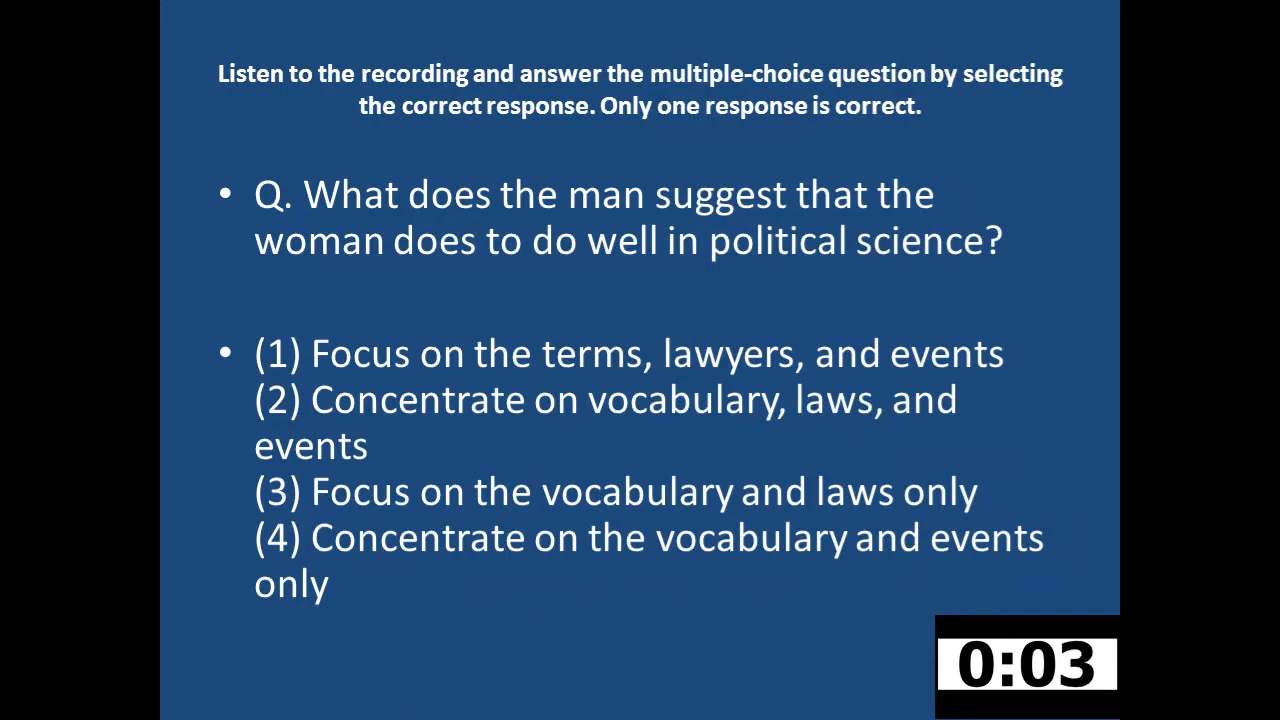 Listen to the recording and answer the multiple-choice question by selecting
the correct response. Only one response is correct.
• Q. What does the man suggest that the
woman does to do well in political science?
• (1) Focus on the terms, lawyers, and events
(2) Concentrate on vocabulary, laws, and
events
(3) Focus on the vocabulary and laws only
(4) Concentrate on the vocabulary and events
only
0:03